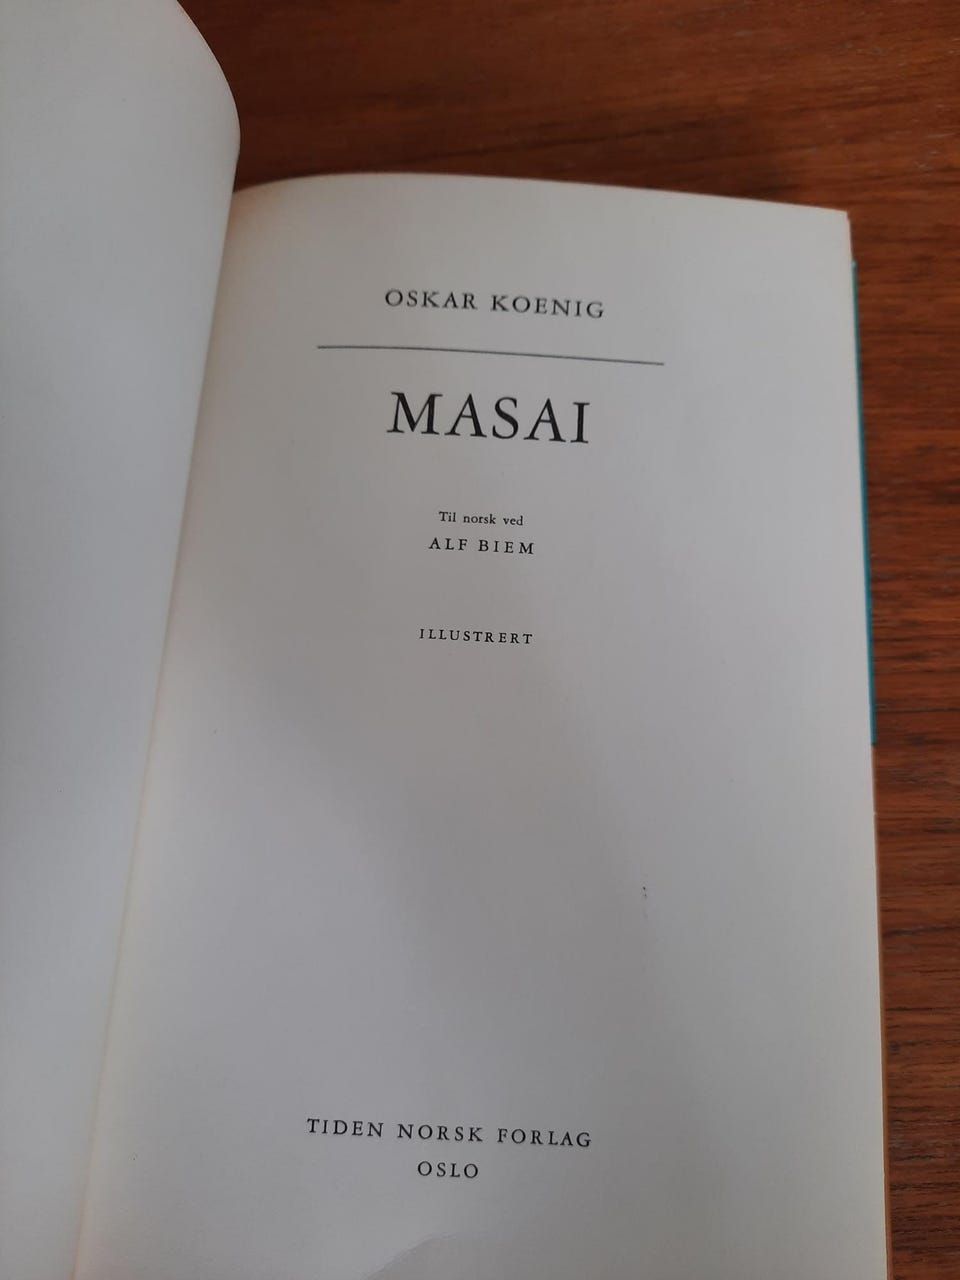 OSKAR KOENIG
MASAI
Til norsk ved
ALF BIEM
ILLUSTRERT
TIDEN NORSK FORLAG
OSLO